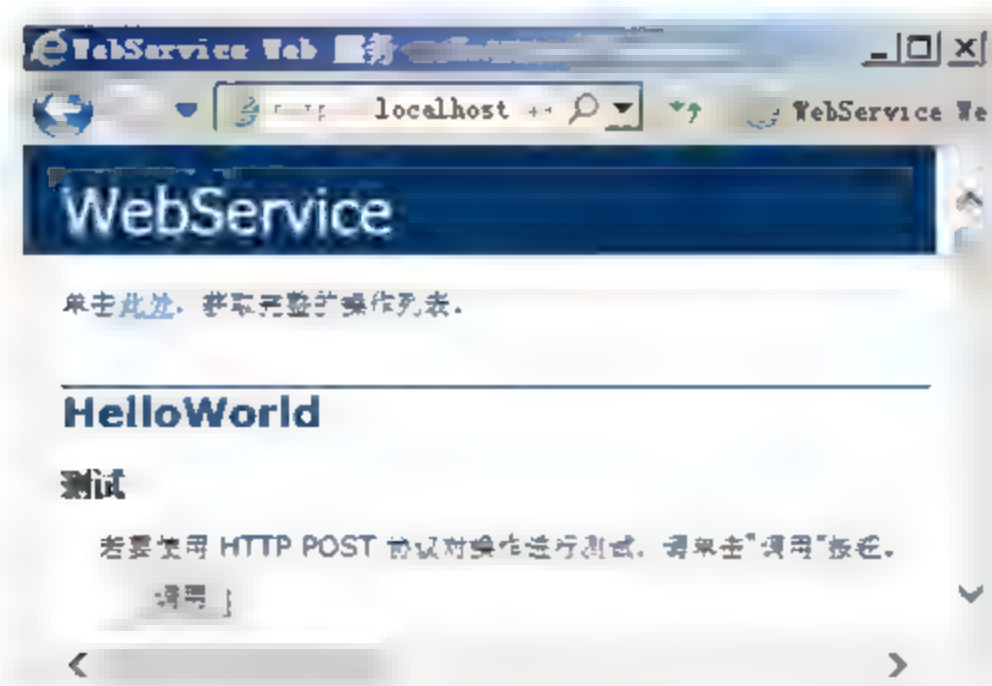 WebService Web 服务
localhost
WebService We
WebService
单击此处，获取完整的操作列表。
HelloWorld
测试
若要使用 HTTP POST 协议对操作进行测试，请单击"调用"按钮。
调用